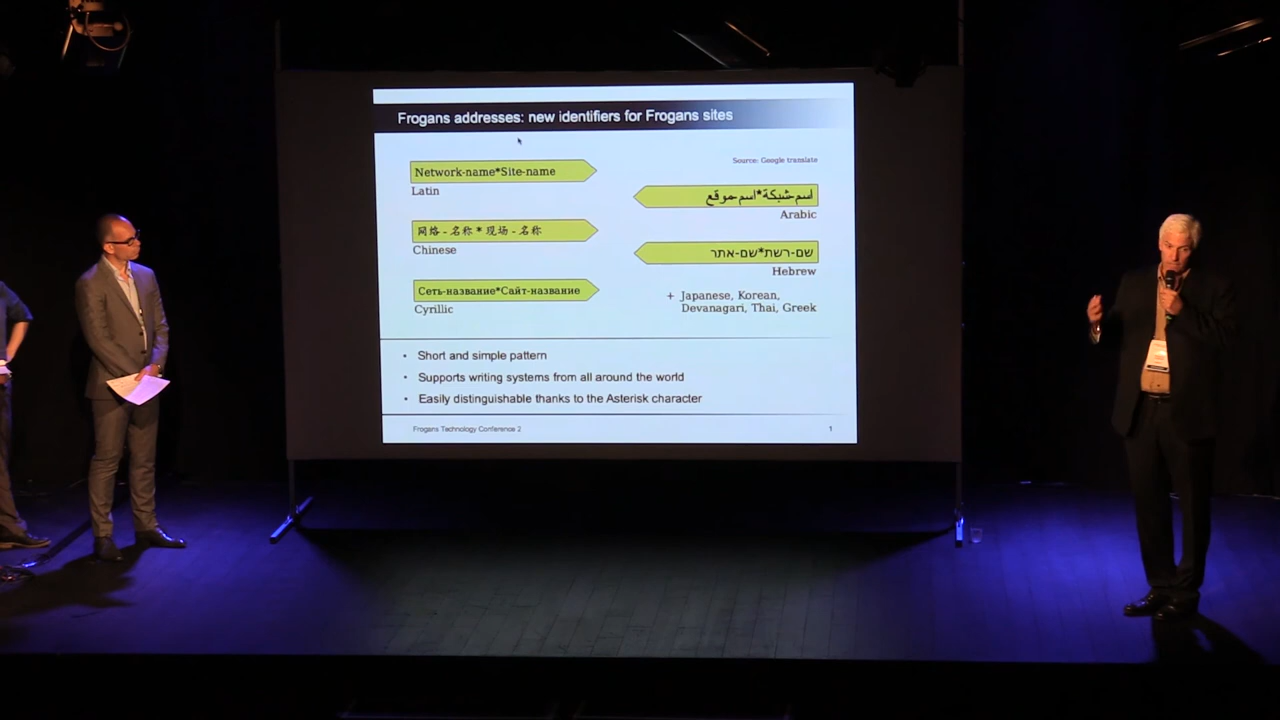 Frogans addresses: new identifiers for Frogans sites
Network-name*Site-name
Latin
网络 - 名称 * 现场 - 名称
Chinese
Сеть-название*Сайт-название
Cyrillic
Source: Google translate
اسم-شبكة*اسم-موقع
Arabic
שם-רשת*שם-אתר
Hebrew
+ Japanese, Korean,
Devanagari, Thai, Greek
• Short and simple pattern
• Supports writing systems from all around the world
• Easily distinguishable thanks to the Asterisk character
Frogans Technology Conference 2
1